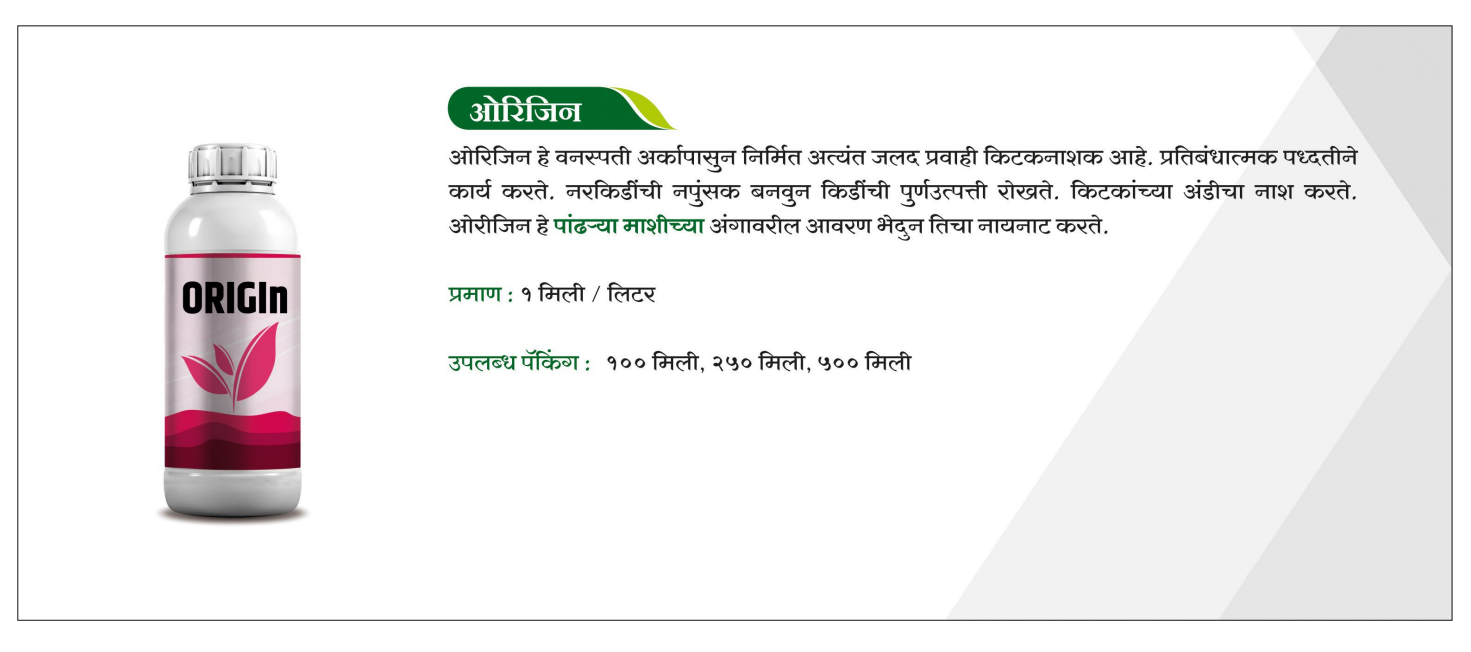 ओरिजिन
ओरिजिन हे वनस्पती अर्कापासुन निर्मित अत्यंत जलद प्रवाही किटकनाशक आहे. प्रतिबंधात्मक पध्दतीने
कार्य करते. नरकिडींची नपुंसक बनवुन किडींची पुर्णउत्पत्ती रोखते. किटकांच्या अंडीचा नाश करते.
ओरीजिन हे पांढऱ्या माशीच्या अंगावरील आवरण भेदुन तिचा नायनाट करते.
ORIGIn
प्रमाण : १ मिली / लिटर
उपलब्ध पॅकिंग : १०० मिली, २५० मिली, ५०० मिली